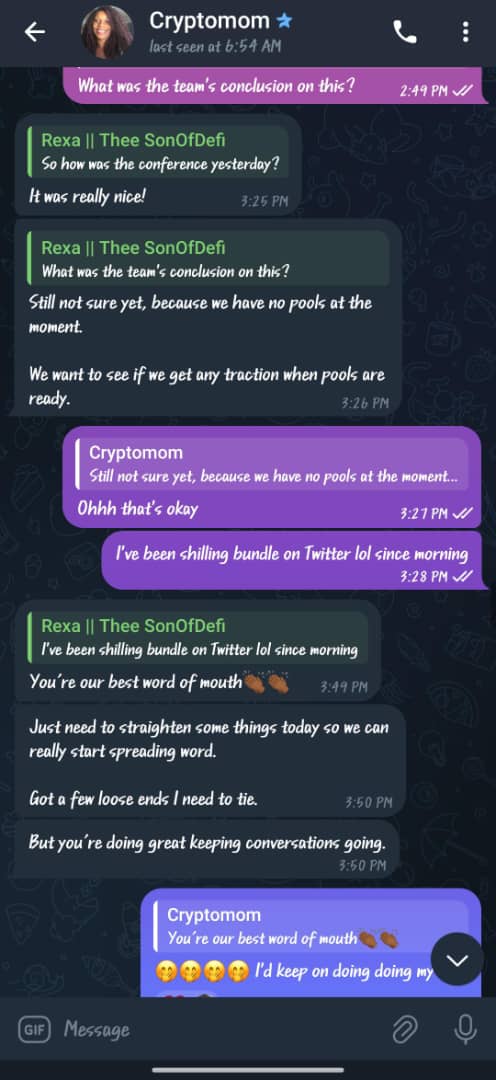 Cryptomom
last seen at 6:54 AM
What was the team's conclusion on this?
2:49 PM
Rexa || Thee SonOfDefi
So how was the conference yesterday?
It was really nice!
3:25 PM
Rexa || Thee SonOfDefi
What was the team's conclusion on this?
Still not sure yet, because we have no pools at the
moment.
We want to see if we get any traction when pools are
ready.
3:26 PM
Cryptomom
Still not sure yet, because we have no pools at the moment...
Ohhh that's okay
3:27 PM
I've been shilling bundle on Twitter lol since morning
3:28 PM
Rexa || Thee SonOfDefi
I've been shilling bundle on Twitter lol since morning
You're our best word of mouth👏🏾👏🏾
3:49 PM
Just need to straighten some things today so we can
really start spreading word.
Got a few loose ends I need to tie.
3:50 PM
But you're doing great keeping conversations going.
3:50 PM
Cryptomom
You're our best word of mouth👏🏾👏🏾
🤭🤭🤭🤭 I'd keep on doing doing my
GIF
Message